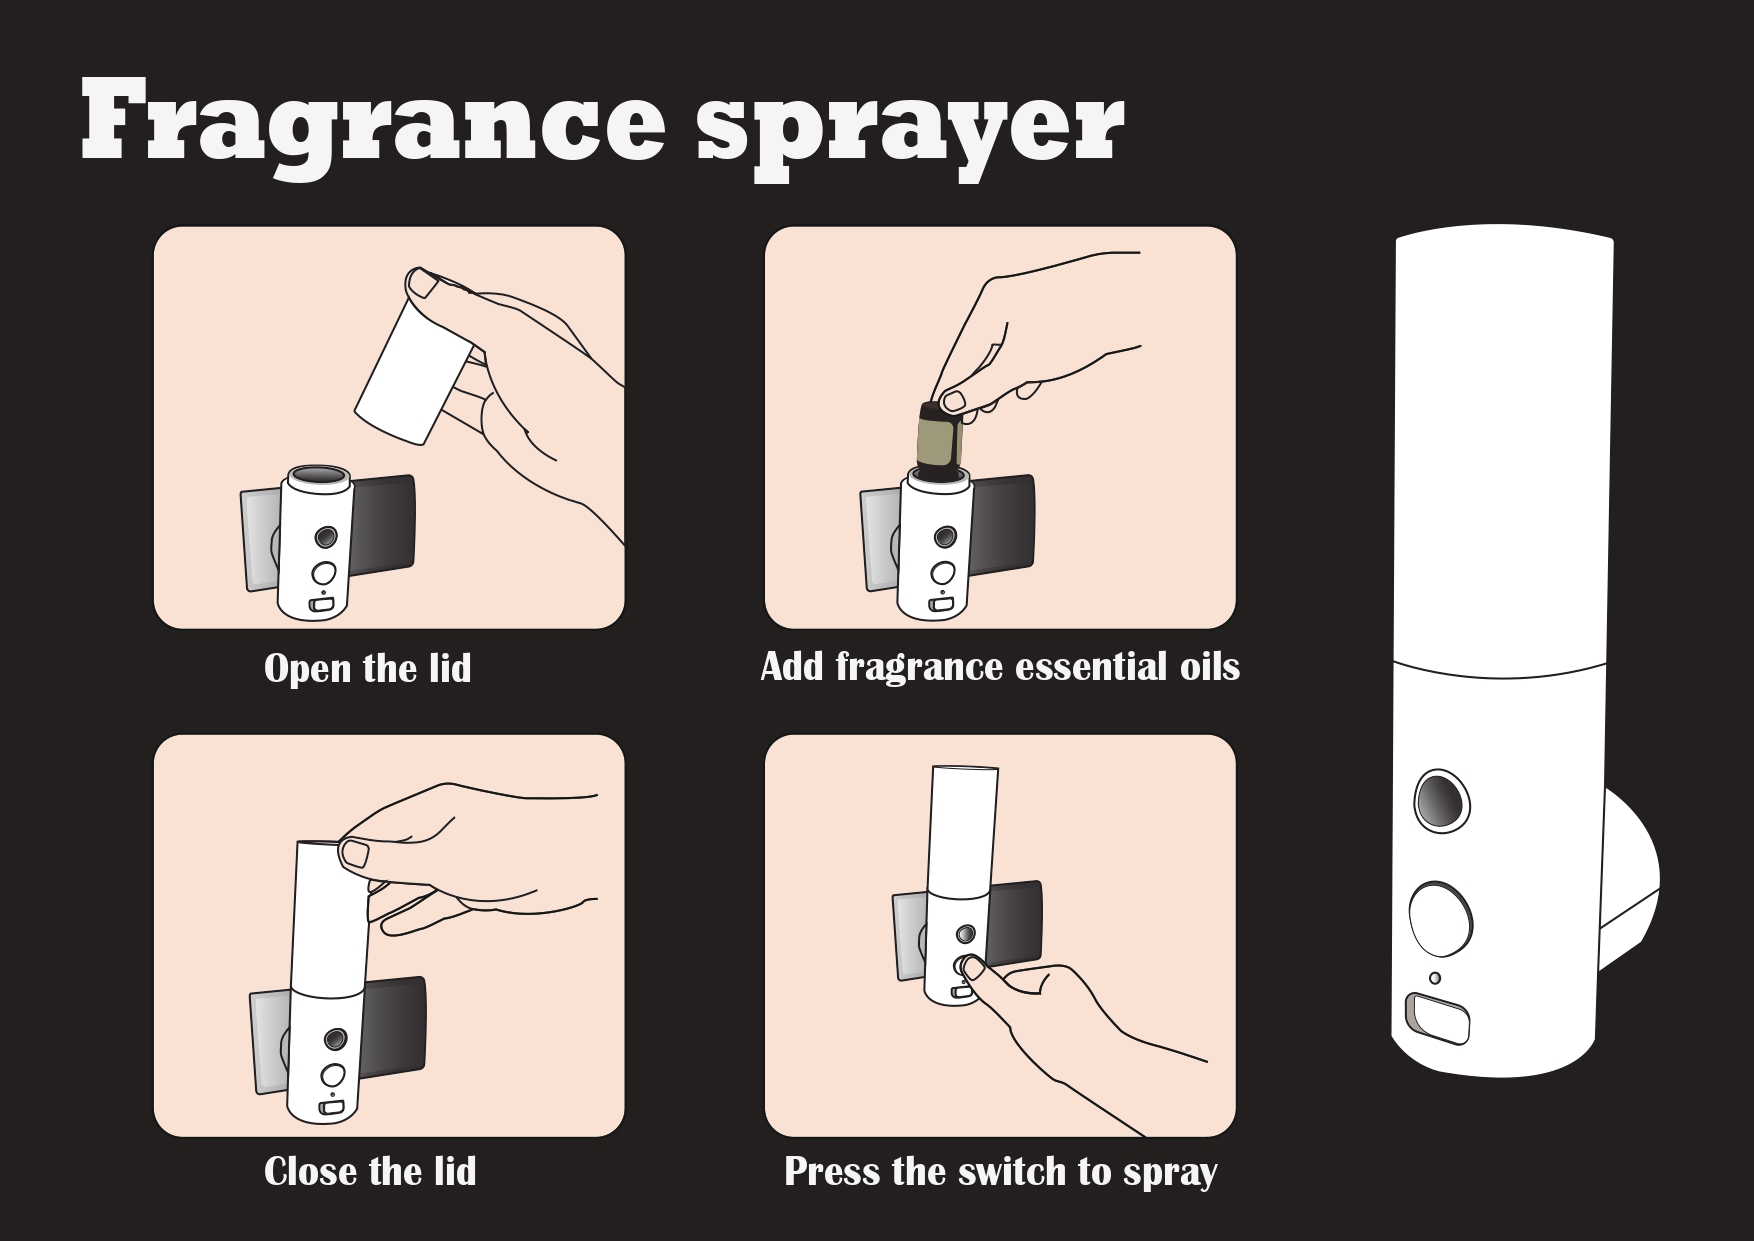 Fragrance sprayer
Open the lid
Add fragrance essential oils
Close the lid
Press the switch to spray